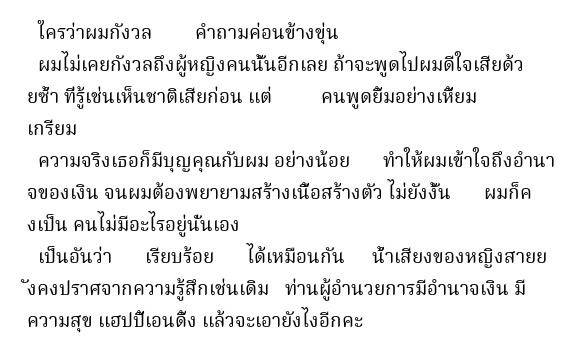 ใครว่าผมกังวล คำถามค่อนข้างขุ่น
ผมไม่เคยกังวลถึงผู้หญิงคนนั้นอีกเลย ถ้าจะพูดไปผมดีใจเสียด้ว
ยซ้ำ ที่รู้เช่นเห็นชาติเสียก่อน แต่ คนพูดยิ้มอย่างเหี้ยม
เกรียม
ความจริงเธอก็มีบุญคุณกับผม อย่างน้อย ทำให้ผมเข้าใจถึงอำนา
จของเงิน จนผมต้องพยายามสร้างเนื้อสร้างตัว ไม่ยังงั้น ผมก็ค
งเป็น คนไม่มีอะไรอยู่นั่นเอง
เป็นอันว่า เรียบร้อย ได้เหมือนกัน น้ำเสียงของหญิงสายย
ังคงปราศจากความรู้สึกเช่นเดิม ท่านผู้อำนวยการมีอำนาจเงิน มี
ความสุข แฮปปี้เอนดิ้ง แล้วจะเอายังไงอีกคะ